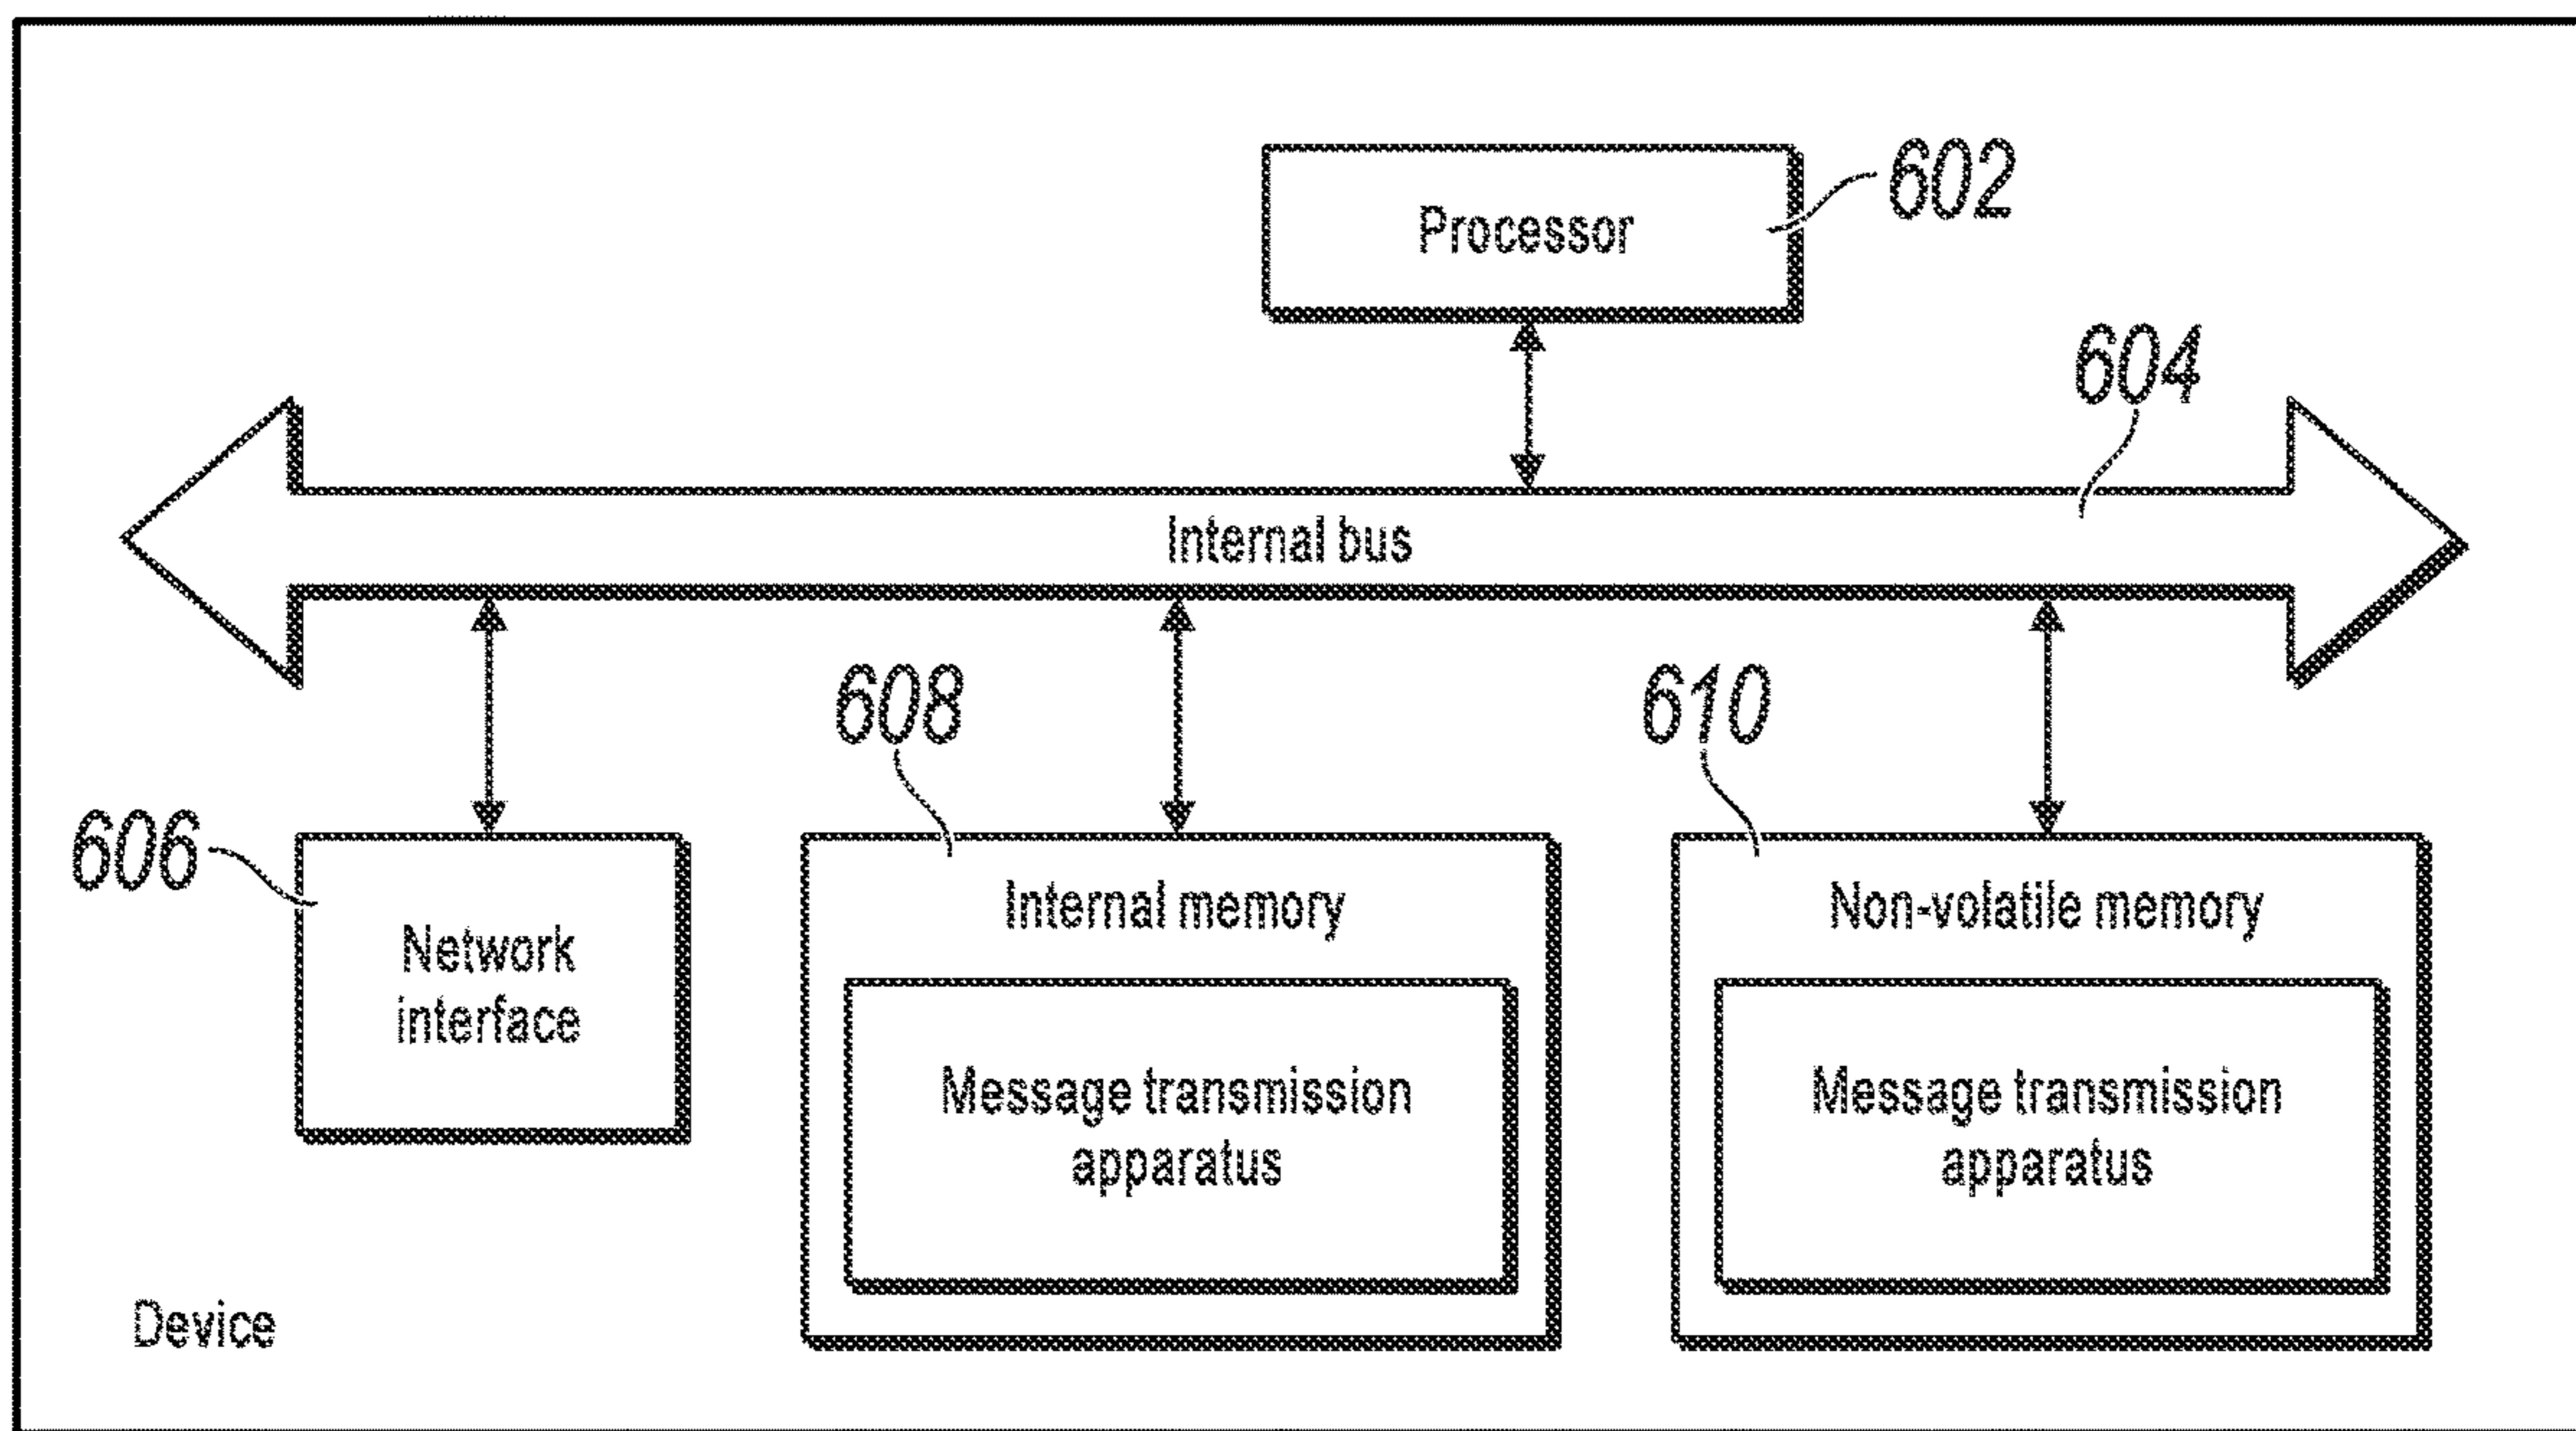 Processor
602
604
Internal bus
606
608
610
Network
interface
Internal memory
Message transmission
apparatus
Non-volatile memory
Message transmission
apparatus
Device